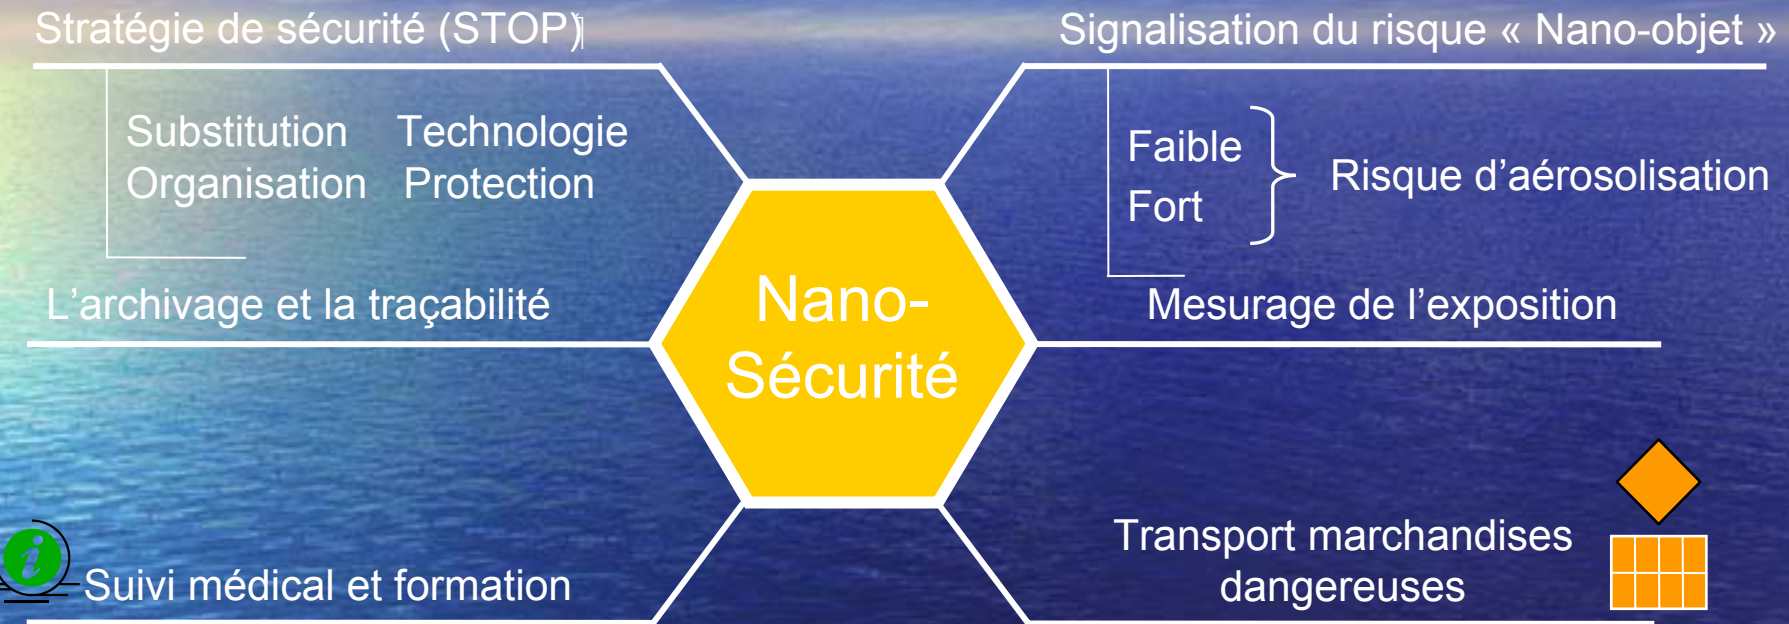 Stratégie de sécurité (STOP)
Substitution Technologie
Organisation Protection
L'archivage et la traçabilité
Suivi médical et formation
i
Nano-
Sécurité
Signalisation du risque « Nano-objet »
Faible
Fort
Risque d'aérosolisation
Mesurage de l'exposition
Transport marchandises
dangereuses